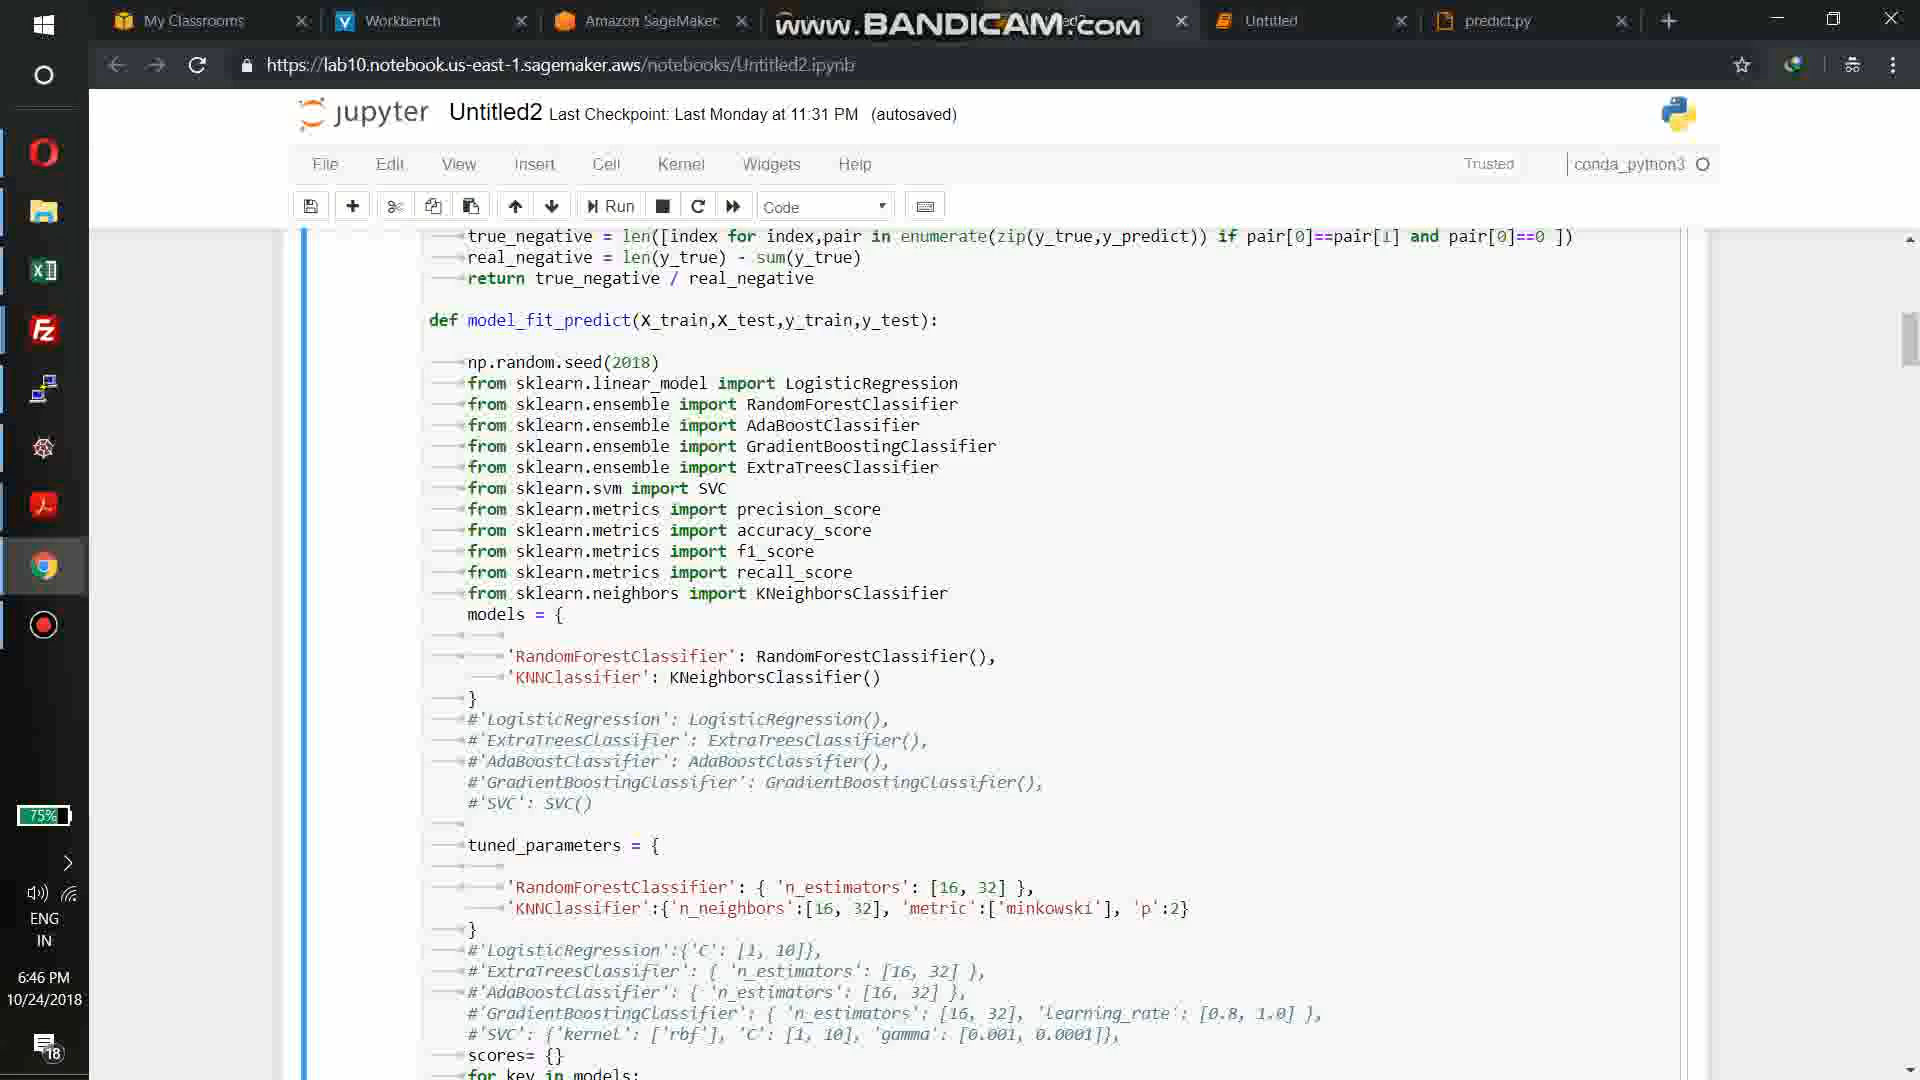 My Classrooms
Workbench
Amazon SageMaker
www.BANDICAM.com
Untitled
predict.py
https://lab10.notebook.us-east-1.sagemaker.aws/notebooks/Untitled2.ipynb
jupyter Untitled2 Last Checkpoint: Last Monday at 11:31 PM (autosaved)
File Edit View Insert Cell Kernel Widgets Help
Trusted
conda_python3
Run
Code
true_negative = len([index for index,pair in enumerate(zip(y_true,y_predict)) if pair[0]==pair[1] and pair[0]==0 ])
real_negative = len(y_true) - sum(y_true)
return true_negative / real_negative
def model_fit_predict(X_train,X_test,y_train,y_test):
np.random.seed(2018)
from sklearn.linear_model import LogisticRegression
from sklearn.ensemble import RandomForestClassifier
from sklearn.ensemble import AdaBoostClassifier
from sklearn.ensemble import GradientBoostingClassifier
from sklearn.ensemble import ExtraTreesClassifier
from sklearn.svm import SVC
from sklearn.metrics import precision_score
from sklearn.metrics import accuracy_score
from sklearn.metrics import f1_score
from sklearn.metrics import recall_score
from sklearn.neighbors import KNeighborsClassifier
models = {
'RandomForestClassifier': RandomForestClassifier(),
'KNNClassifier': KNeighborsClassifier()
}
#'LogisticRegression': LogisticRegression(),
#'ExtraTreesClassifier': ExtraTreesClassifier(),
#'AdaBoostClassifier': AdaBoostClassifier(),
#'GradientBoostingClassifier': GradientBoostingClassifier(),
#'SVC': SVC()
tuned_parameters = {
'RandomForestClassifier': { 'n_estimators': [16, 32] },
'KNNClassifier':{'n_neighbors':[16, 32], 'metric':['minkowski'], 'p':2}
}
#'LogisticRegression':{'C': [1, 10]},
#'ExtraTreesClassifier': { 'n_estimators': [16, 32] },
#'AdaBoostClassifier': { 'n_estimators': [16, 32] },
#'GradientBoostingClassifier': { 'n_estimators': [16, 32], 'learning_rate': [0.8, 1.0] },
#'SVC': {'kernel': ['rbf'], 'C': [1, 10], 'gamma': [0.001, 0.0001]},
scores= {}
for key in models:
75%
ENG
IN
6:46 PM
10/24/2018
18